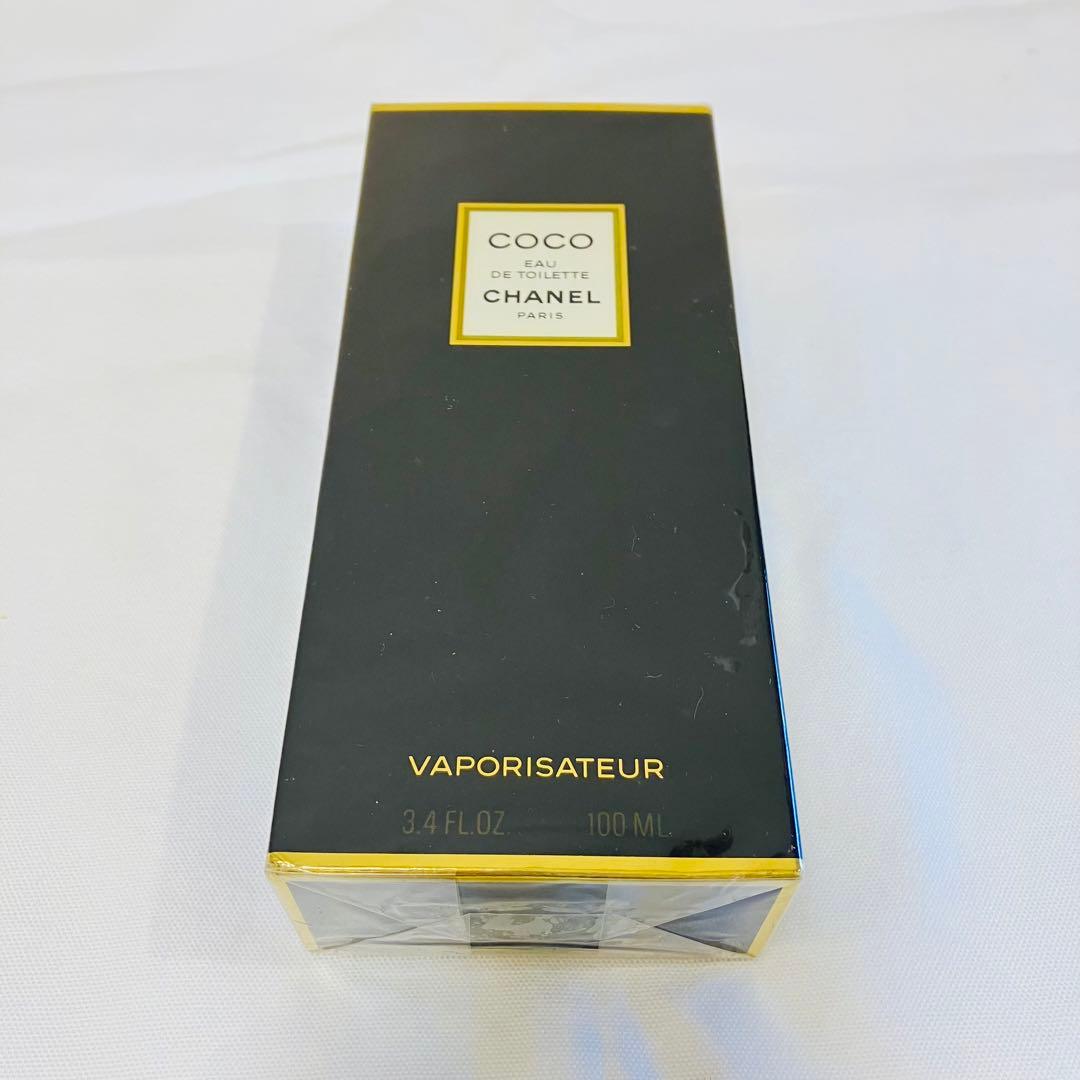 COCO
EAU
DE TOILETTE
CHANEL
PARIS
VAPORISATEUR
3.4 FL.OZ. 100 ML